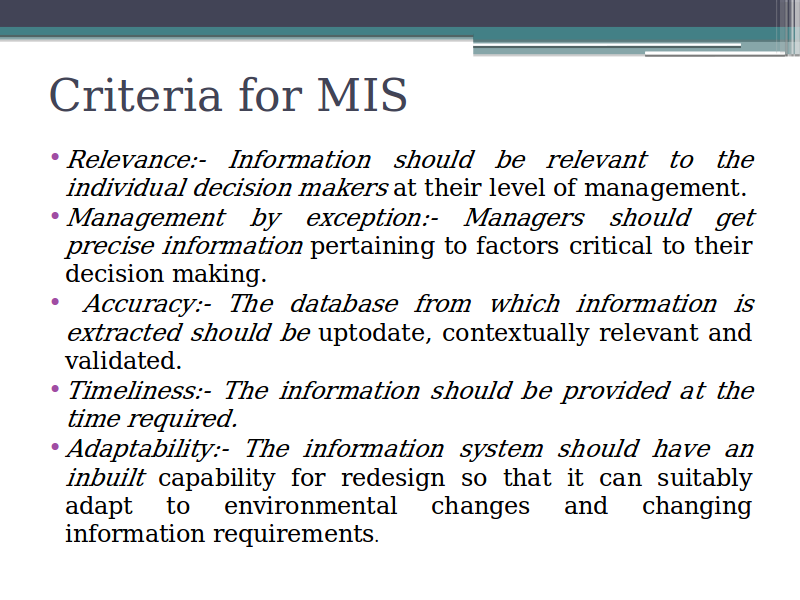 Criteria for MIS
• Relevance:- Information should be relevant to the
individual decision makers at their level of management.
• Management by exception:- Managers should get
precise information pertaining to factors critical to their
decision making.
• Accuracy:- The database from which information is
extracted should be uptodate, contextually relevant and
validated.
• Timeliness:- The information should be provided at the
time required.
• Adaptability:- The information system should have an
inbuilt capability for redesign so that it can suitably
adapt to environmental changes and changing
information requirements.